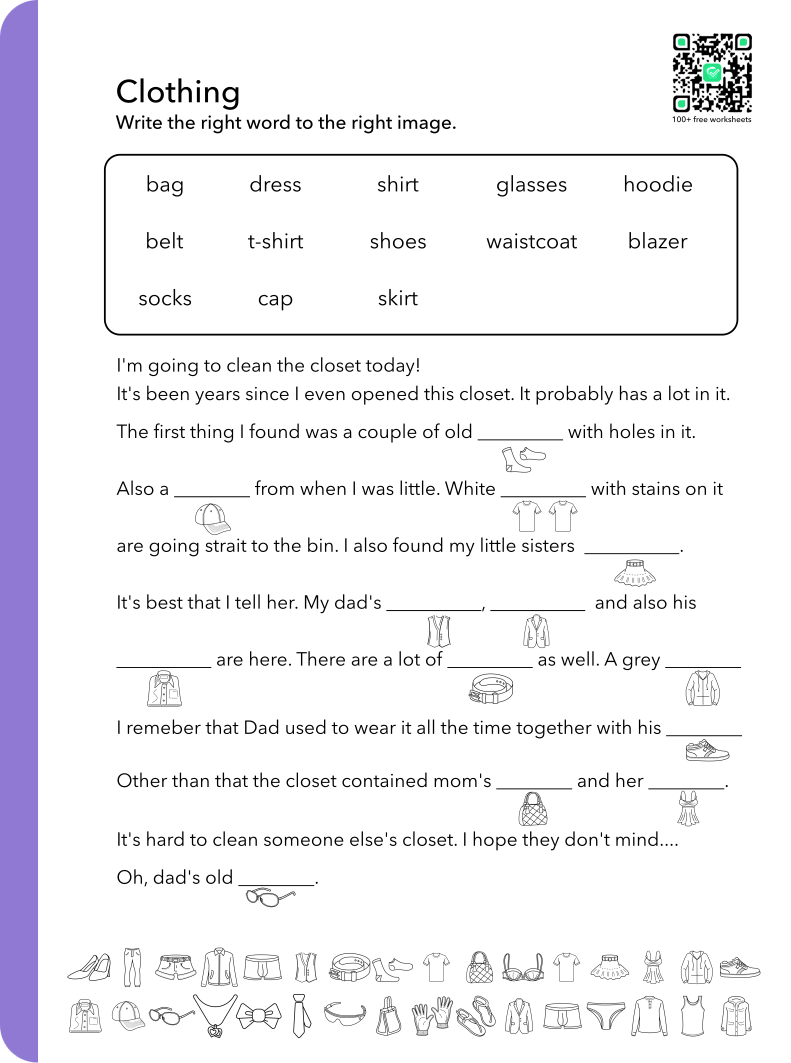 100+ free worksheets
Clothing
Write the right word to the right image.
bag dress shirt glasses hoodie
belt t-shirt shoes waistcoat blazer
socks cap skirt
I'm going to clean the closet today!
It's been years since I even opened this closet. It probably has a lot in it.
The first thing I found was a couple of old ________ with holes in it.
Also a ________ from when I was little. White ________ with stains on it
are going strait to the bin. I also found my little sisters ________.
It's best that I tell her. My dad's ________, ________ and also his
________ are here. There are a lot of ________ as well. A grey ________
I remeber that Dad used to wear it all the time together with his ________
Other than that the closet contained mom's ________ and her ________.
It's hard to clean someone else's closet. I hope they don't mind....
Oh, dad's old ________.